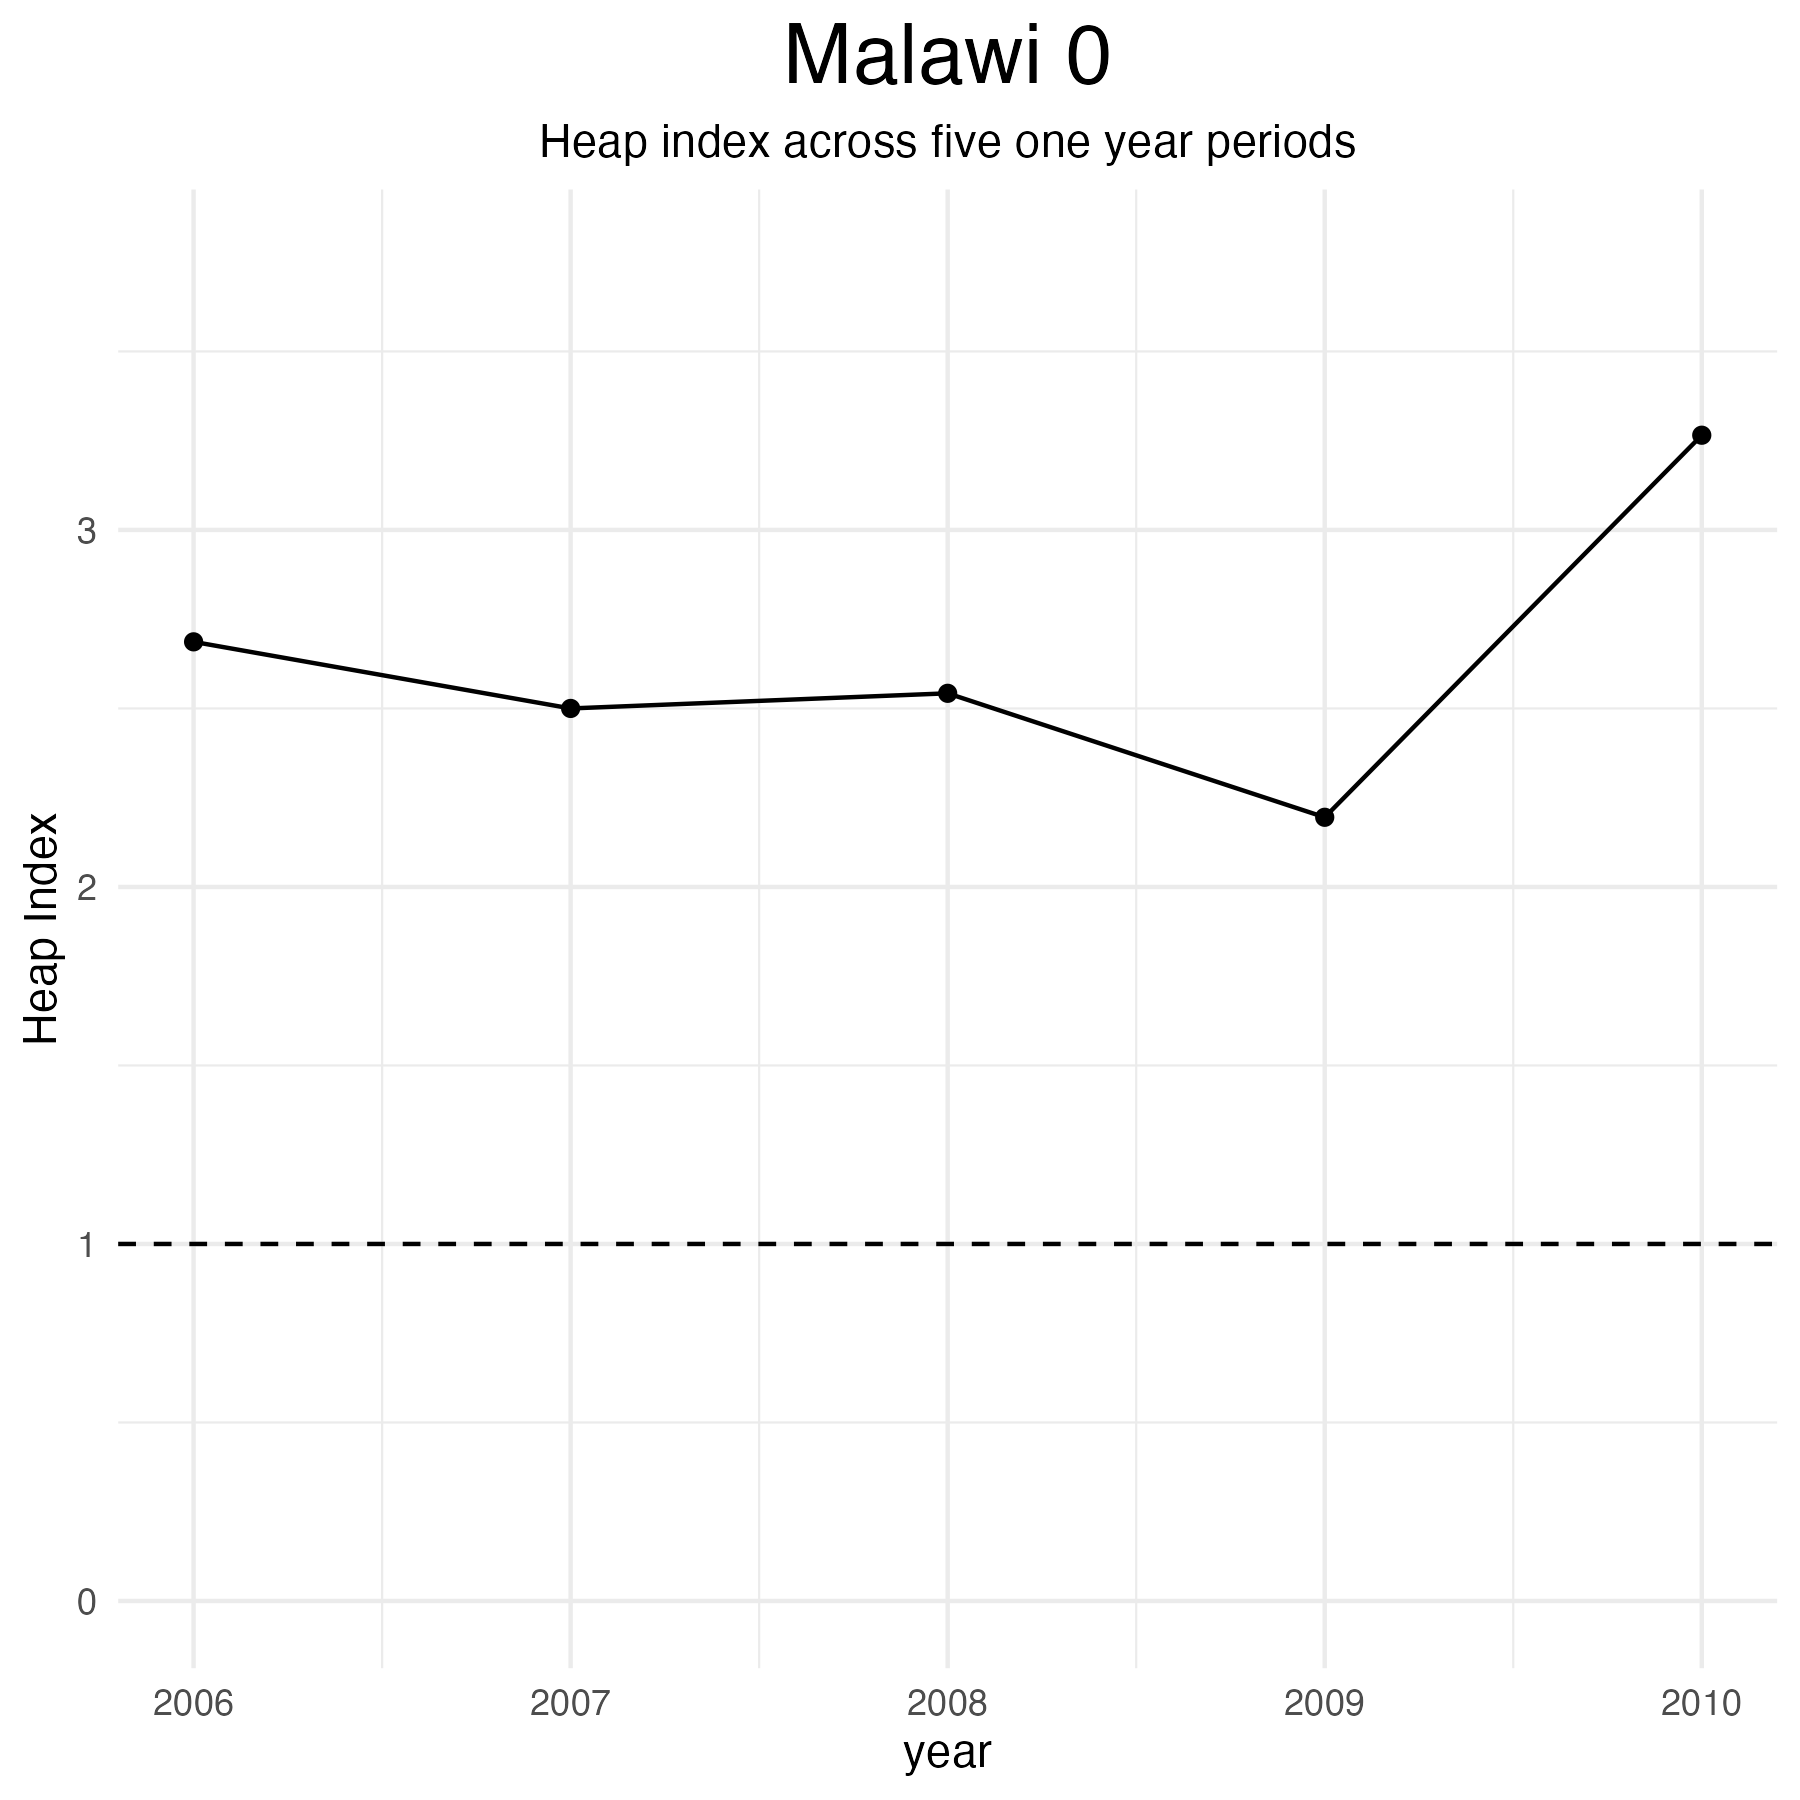 Malawi 0
Heap index across five one year periods
Heap Index
3
2
1
0
2006 2007 2008 2009 2010
year